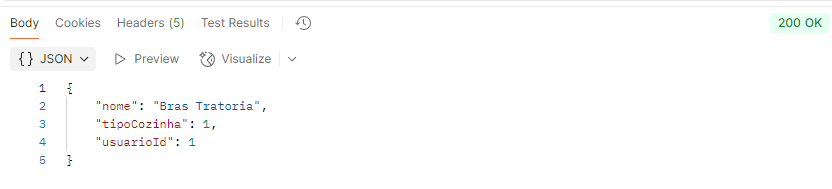 Body Cookies Headers (5) Test Results 200 OK
{} JSON Preview Visualize
1 {
2 "nome": "Bras Tratoria",
3 "tipoCozinha": 1,
4 "usuarioId": 1
5 }